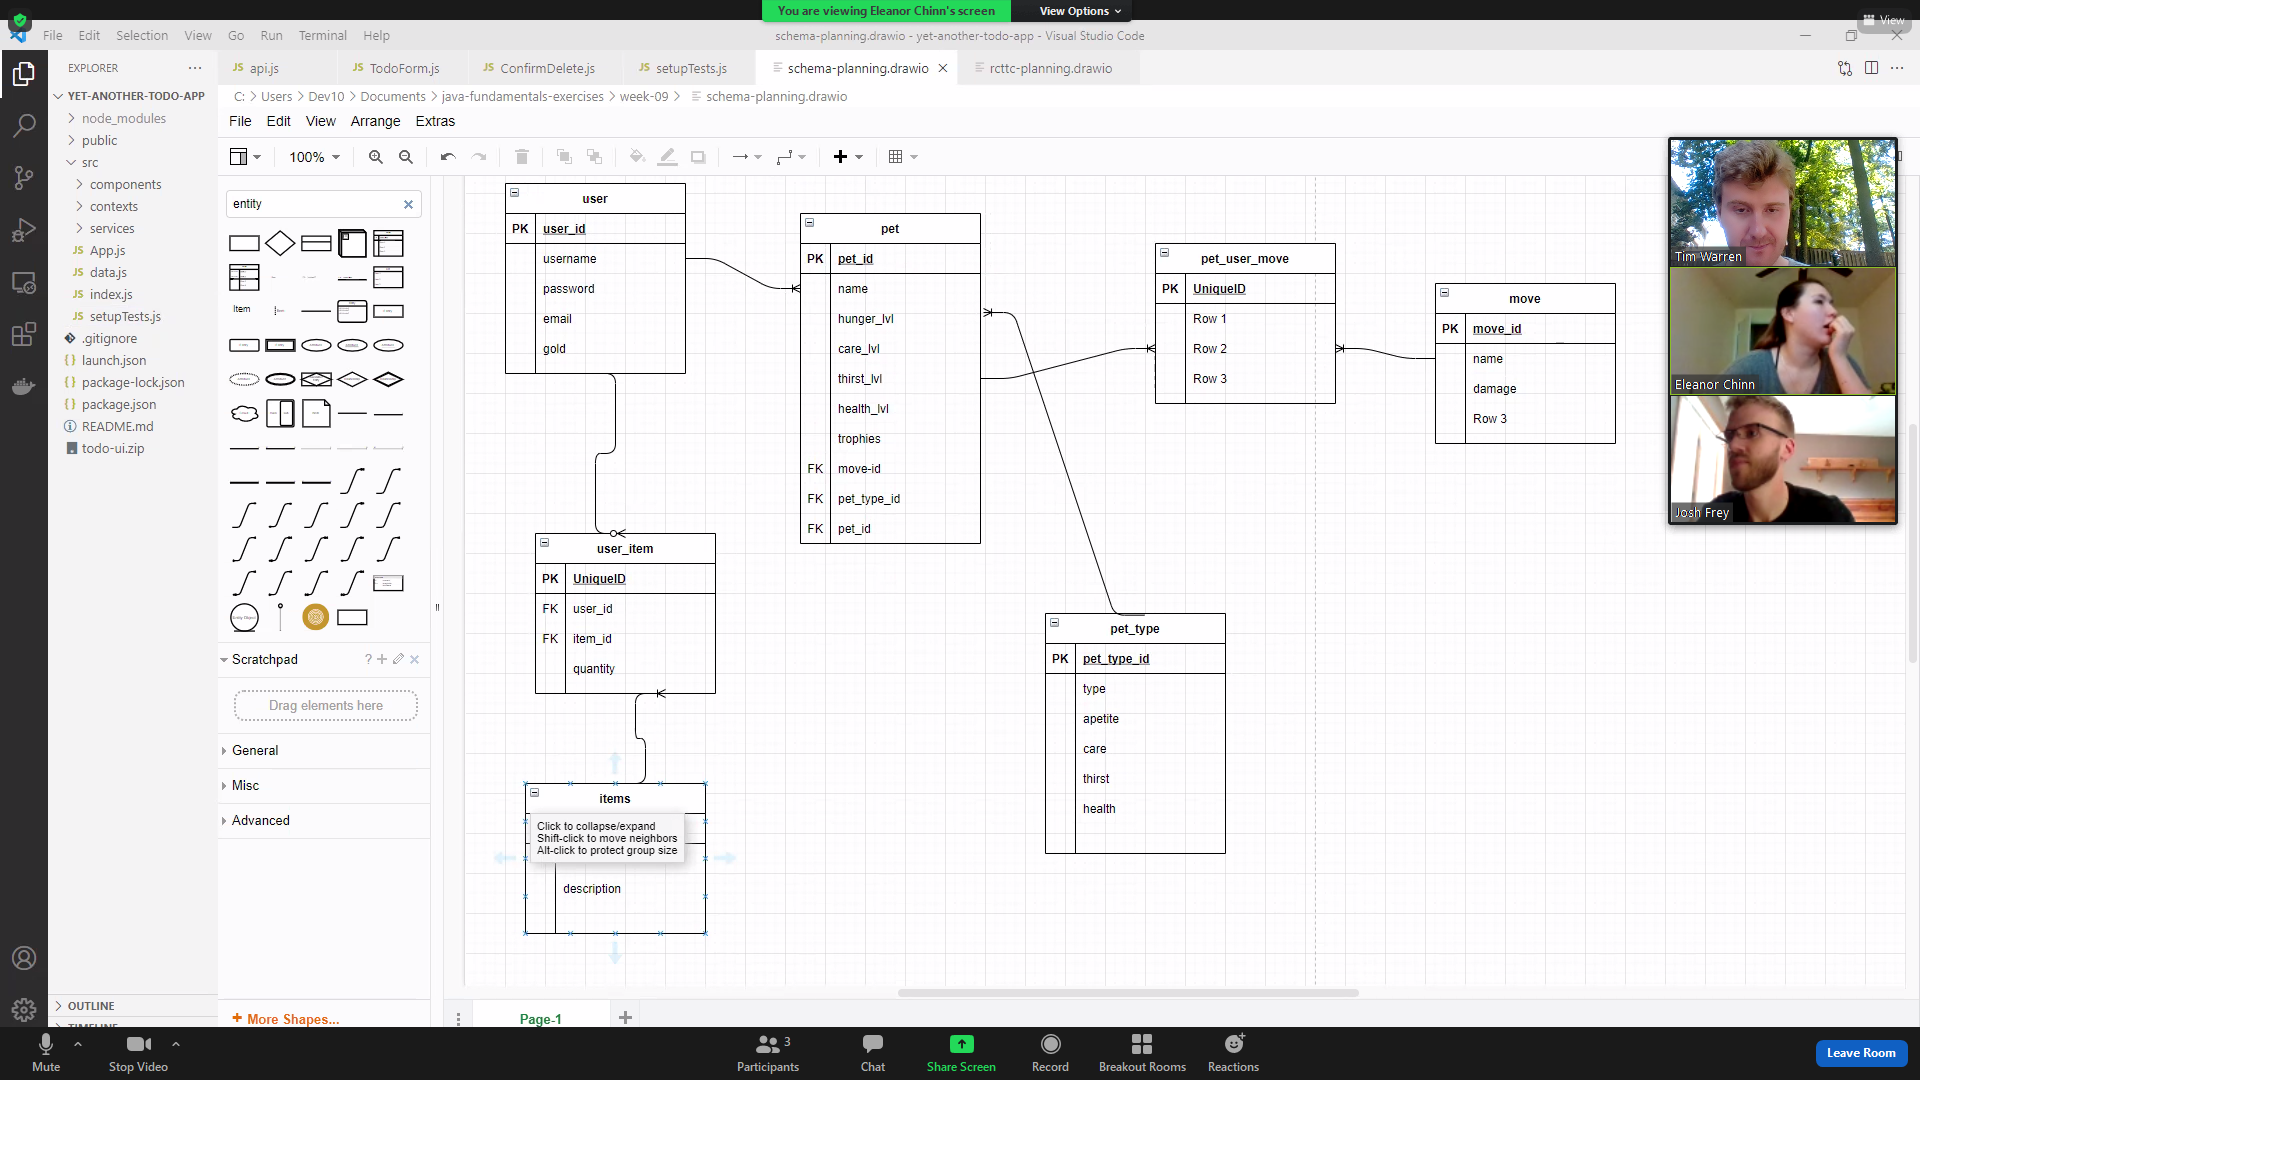 You are viewing Eleanor Chinn's screen
View Options
View
File Edit Selection View Go Run Terminal Help
schema-planning.drawio - yet-another-todo-app - Visual Studio Code
EXPLORER
api.js
TodoForm.js
ConfirmDelete.js
setupTests.js
schema-planning.drawio
rcttc-planning.drawio
C: > Users > Dev10 > Documents > java-fundamentals-exercises > week-09 > schema-planning.drawio
YET-ANOTHER-TODO-APP
node_modules
public
src
components
contexts
services
JS App.js
JS data.js
JS index.js
JS setupTests.js
.gitignore
{} launch.json
{} package-lock.json
{} package.json
README.md
todo-ui.zip
OUTLINE
TIMELINE
File Edit View Arrange Extras
100%
entity
Item
Scratchpad
Drag elements here
General
Misc
Advanced
+ More Shapes...
user
PK user_id
username
password
email
gold
pet
PK pet_id
name
hunger_lvl
care_lvl
thirst_lvl
health_lvl
trophies
FK move-id
FK pet_type_id
FK pet_id
pet_user_move
PK UniqueID
Row 1
Row 2
Row 3
move
PK move_id
name
damage
Row 3
user_item
PK UniqueID
FK user_id
FK item_id
quantity
pet_type
PK pet_type_id
type
apetite
care
thirst
health
items
Click to collapse/expand
Shift-click to move neighbors
Alt-click to protect group size
description
Tim Warren
Eleanor Chinn
Josh Frey
Page-1
Mute
Stop Video
Participants 3
Chat
Share Screen
Record
Breakout Rooms
Reactions
Leave Room